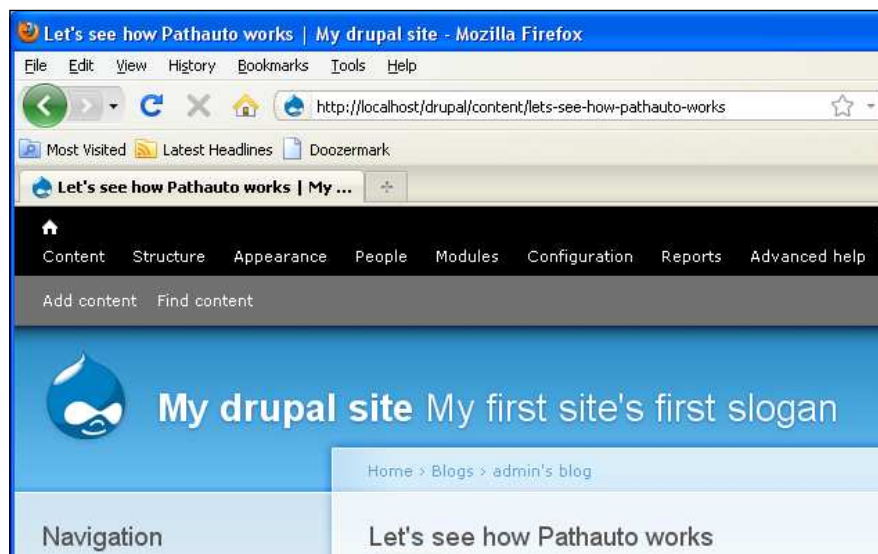 Let's see how Pathauto works | My drupal site - Mozilla Firefox
File Edit View History Bookmarks Tools Help
http://localhost/drupal/content/lets-see-how-pathauto-works
Most Visited Latest Headlines Doozermark
Let's see how Pathauto works | My ...
Content Structure Appearance People Modules Configuration Reports Advanced help
Add content Find content
My drupal site My first site's first slogan
Home › Blogs › admin's blog
Navigation
Let's see how Pathauto works